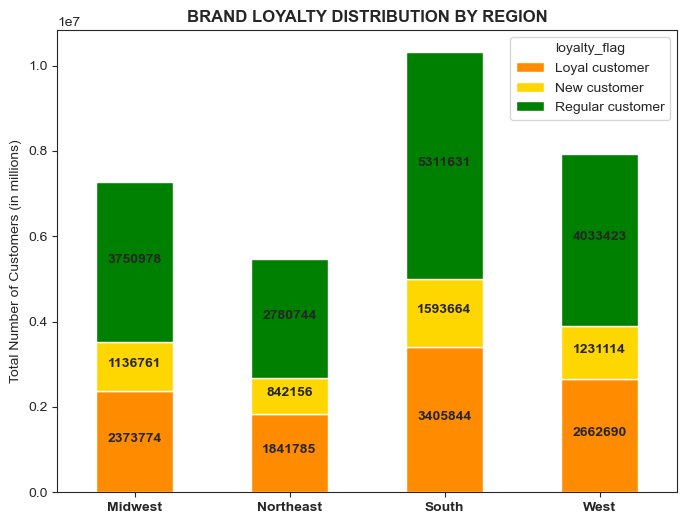 BRAND LOYALTY DISTRIBUTION BY REGION
1e7
Total Number of Customers (in millions)
1.0
0.8
0.6
0.4
0.2
0.0
loyalty_flag
Loyal customer
New customer
Regular customer
3750978
1136761
2373774
2780744
842156
1841785
5311631
1593664
3405844
4033423
1231114
2662690
Midwest
Northeast
South
West